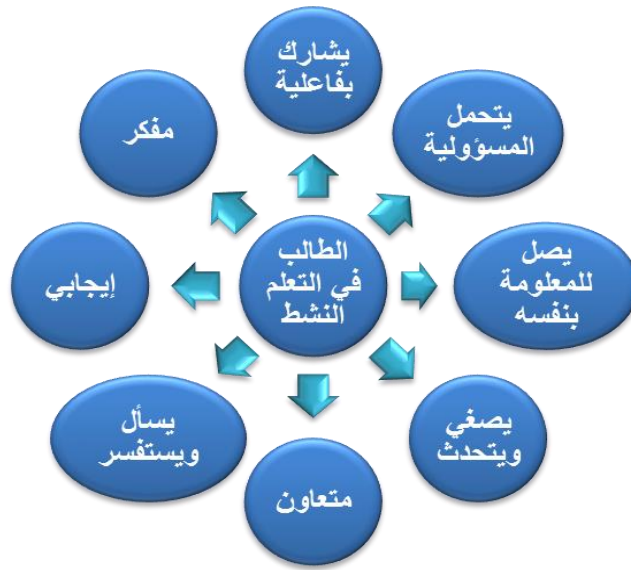 الطالب
في التعلم
النشط
يشارك
بفاعلية
يتحمل
المسؤولية
يصل
للمعلومة
بنفسه
يصغي
ويتحدث
متعاون
يسأل
ويستفسر
إيجابي
مفكر